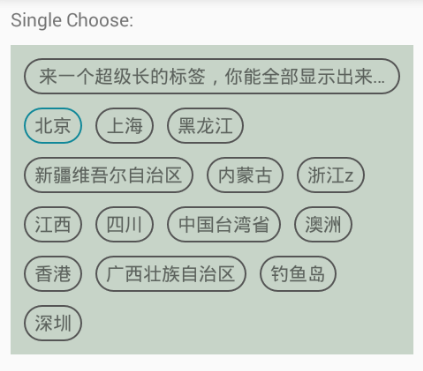 Single Choose:
来一个超级长的标签，你能全部显示出来...
北京 上海 黑龙江
新疆维吾尔自治区 内蒙古 浙江z
江西 四川 中国台湾省 澳洲
香港 广西壮族自治区 钓鱼岛
深圳